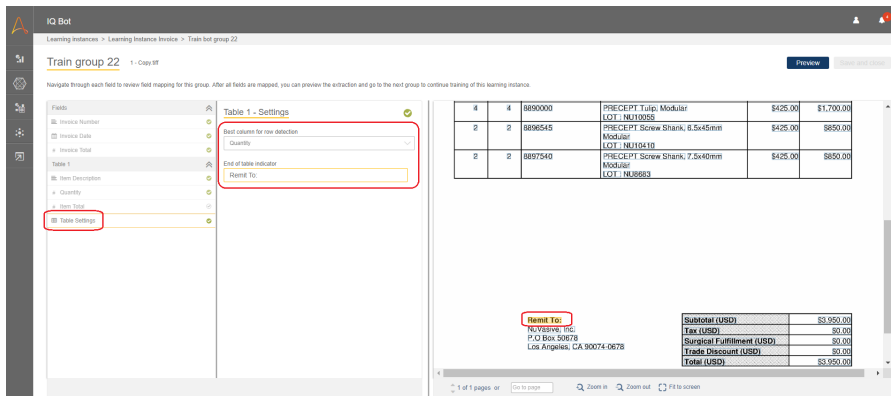 IQ Bot
4
Learning instances > Learning Instance Invoice > Train bot group 22
Train group 22
1 - Copy.tiff
Preview
Save and close
Navigate through each field to review field mapping for this group. After all fields are mapped, you can preview the extraction and go to the next group to continue training of this learning instance.
Fields
Invoice Number
Invoice Date
Invoice Total
Table 1
Item Description
Quantity
Item Total
Table Settings
Table 1 - Settings
Best column for row detection
Quantity
End of table indicator
Remit To:
4 4 8890000 PRECEPT Tulip, Modular $425.00 $1,700.00
LOT: NU10055
2 2 8896545 PRECEPT Screw Shank, 6.5x45mm $425.00 $850.00
Modular
LOT: NU10410
2 2 8897540 PRECEPT Screw Shank, 7.5x40mm $425.00 $850.00
Modular
LOT: NU8683
Remit To:
NuVasive, Inc.
P.O Box 50678
Los Angeles, CA 90074-0678
Subtotal (USD) $3,950.00
Tax (USD) $0.00
Surgical Fulfillment (USD) $0.00
Trade Discount (USD) $0.00
Total (USD) $3,950.00
1 of 1 pages or Go to page Zoom in Zoom out Fit to screen